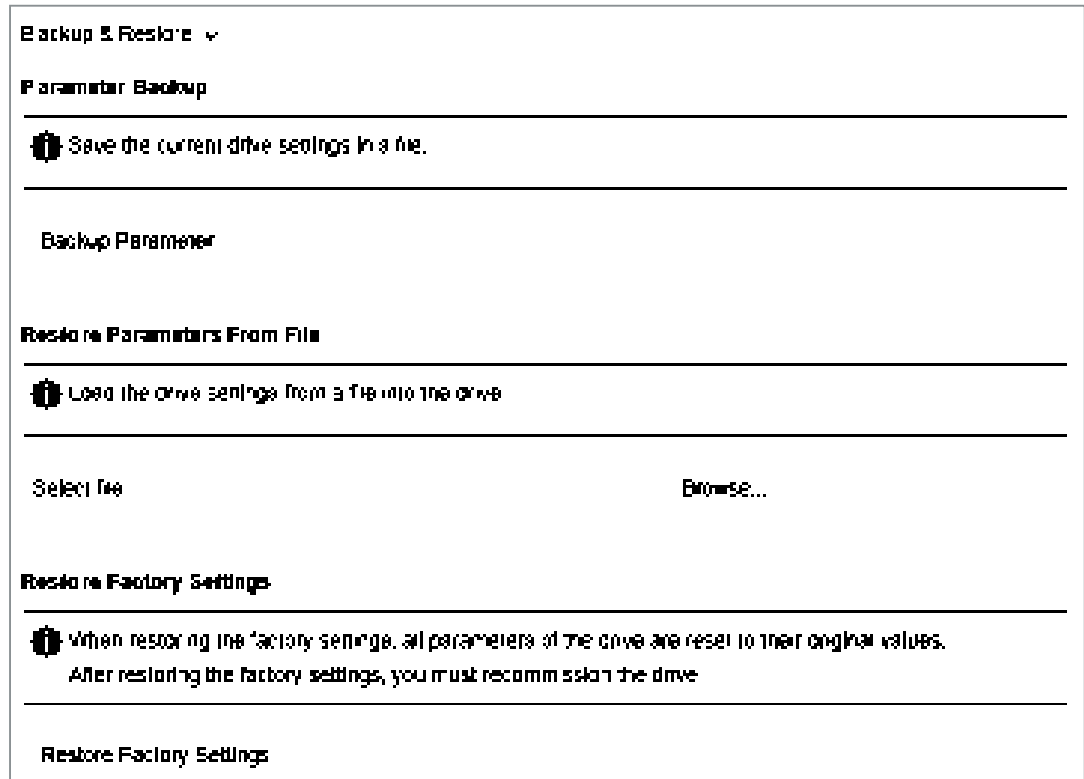 Backup & Restore
Parameter Backup
Save the current drive settings in a file.
Backup Parameter
Restore Parameters From File
Load the drive settings from a file into the drive
Select file
Browse...
Restore Factory Settings
When restoring the factory settings, all parameters of the drive are reset to their original values.
After restoring the factory settings, you must recommission the drive
Restore Factory Settings